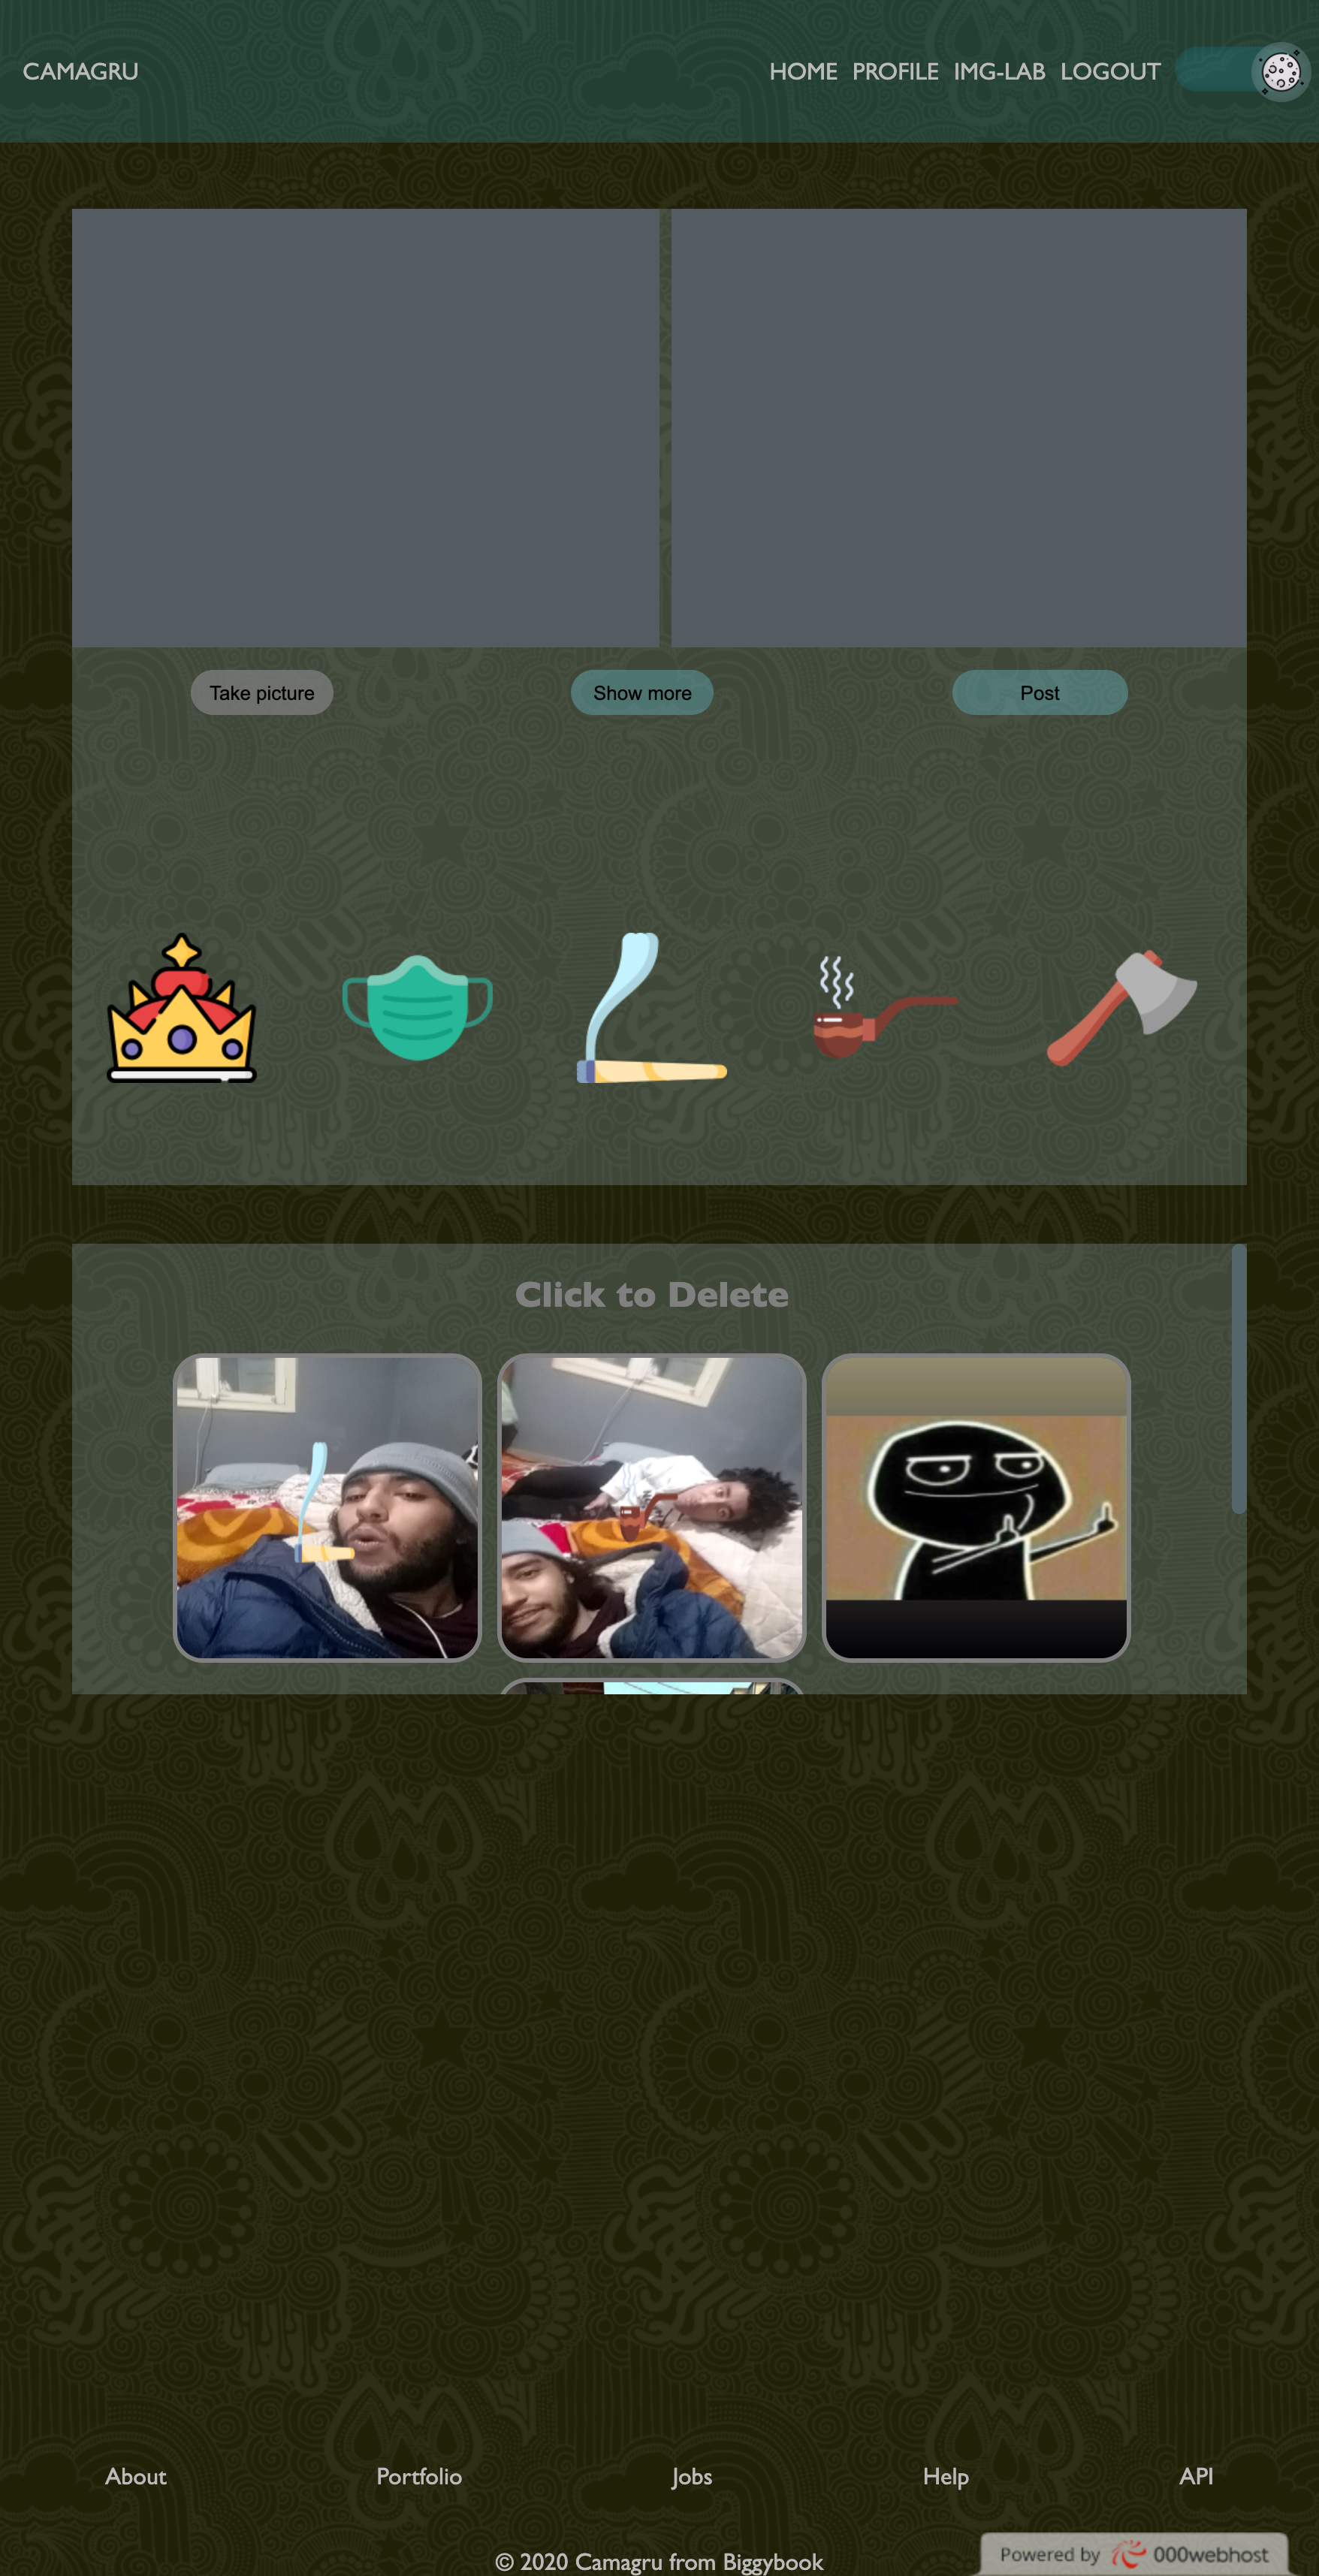 CAMAGRU
HOME PROFILE IMG-LAB LOGOUT
Take picture
Show more
Post
Click to Delete
About
Portfolio
Jobs
Help
API
© 2020 Camagru from Biggybook
Powered by 000webhost